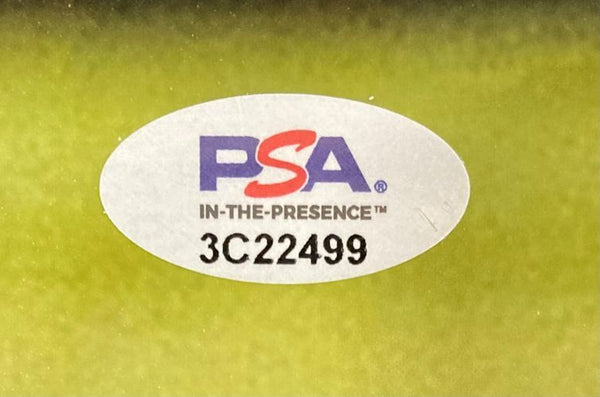 PSA®
IN-THE-PRESENCE™
3C22499